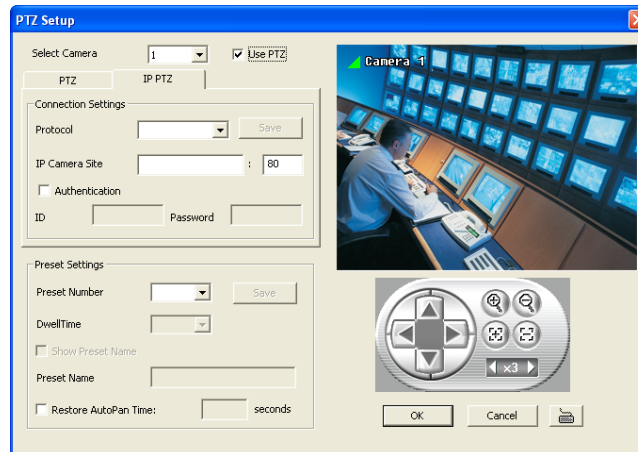 PTZ Setup
Select Camera 1 Use PTZ
PTZ IP PTZ
Connection Settings
Protocol Save
IP Camera Site : 80
Authentication
ID Password
Preset Settings
Preset Number Save
DwellTime
Show Preset Name
Preset Name
Restore AutoPan Time: seconds
Camera 1
x3
OK Cancel